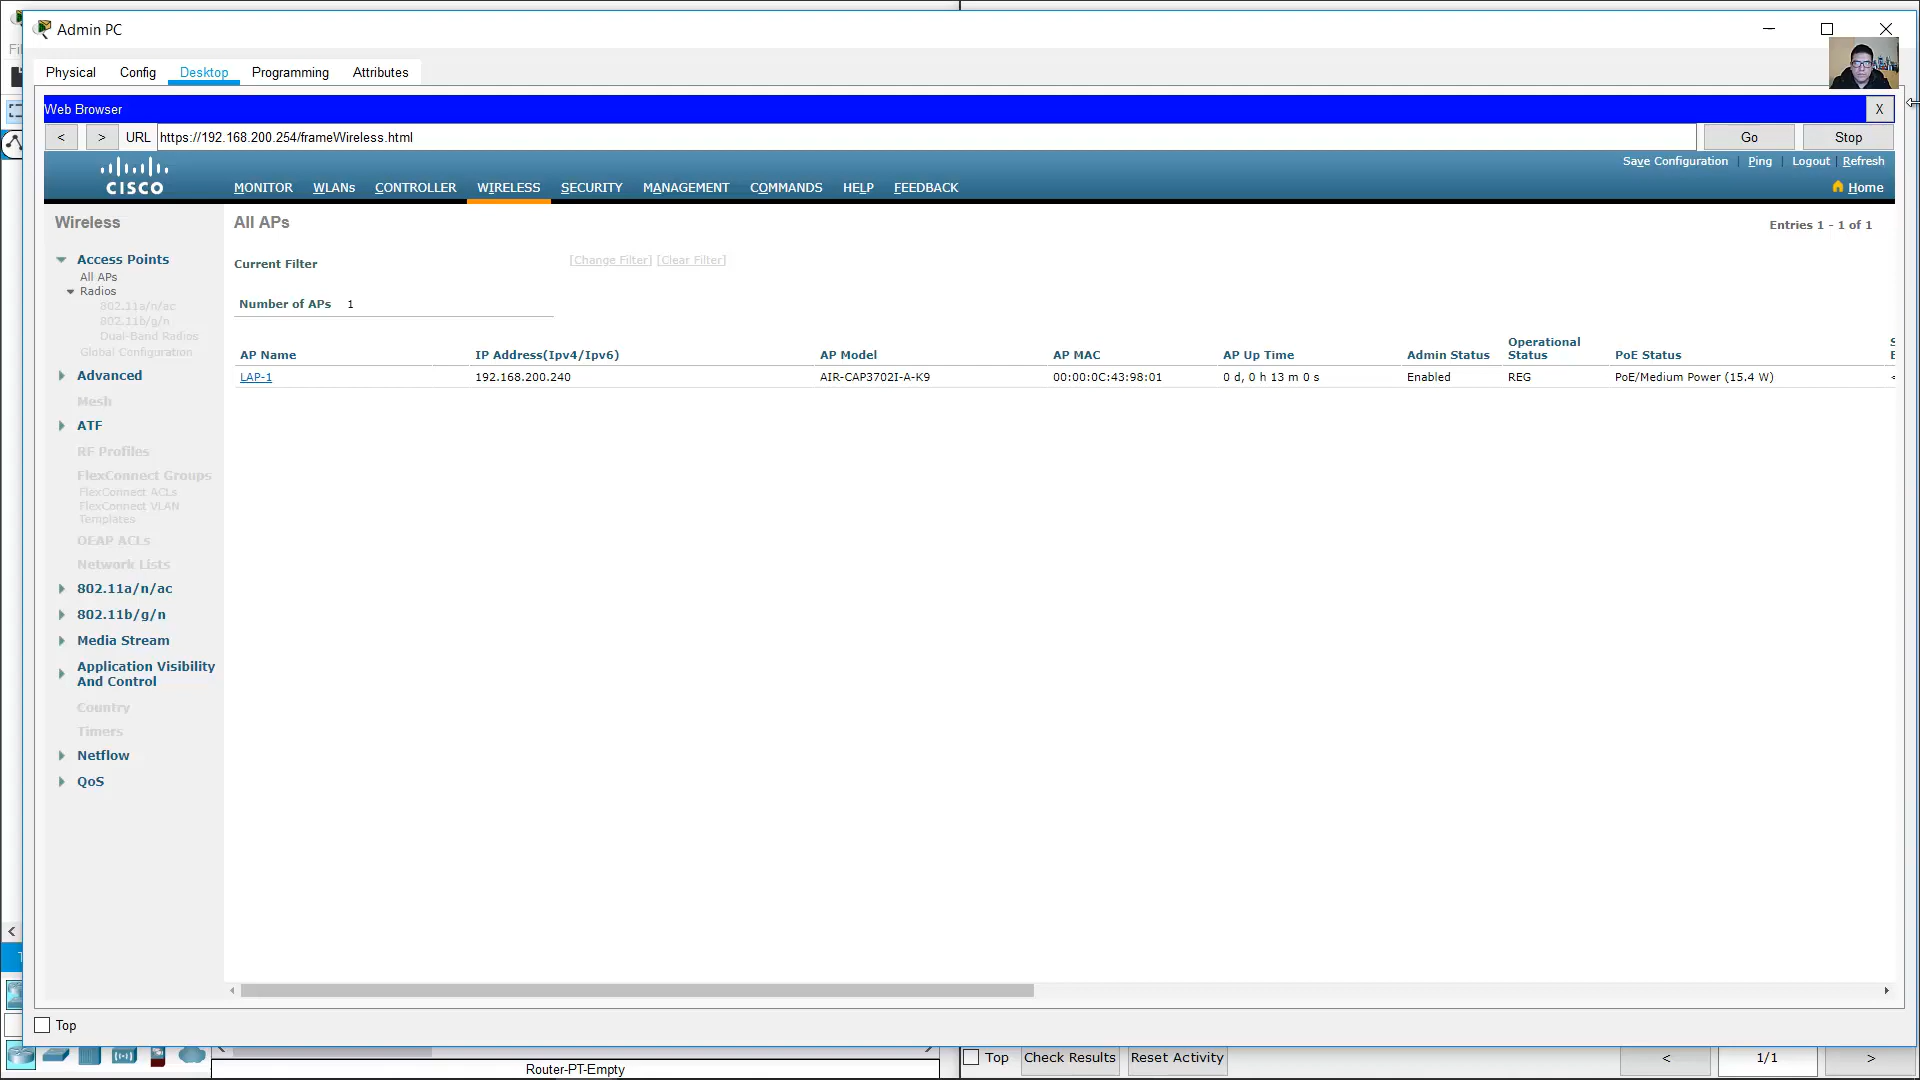 Admin PC
Fi
Physical Config Desktop Programming Attributes
Web Browser X
< > URL https://192.168.200.254/frameWireless.html Go Stop
Save Configuration | Ping | Logout | Refresh
CISCO MONITOR WLANs CONTROLLER WIRELESS SECURITY MANAGEMENT COMMANDS HELP FEEDBACK Home
Wireless
Access Points
All APs
Radios
802.11a/n/ac
802.11b/g/n
Dual-Band Radios
Global Configuration
Advanced
Mesh
ATF
RF Profiles
FlexConnect Groups
FlexConnect ACLs
FlexConnect VLAN
Templates
OEAP ACLs
Network Lists
802.11a/n/ac
802.11b/g/n
Media Stream
Application Visibility
And Control
Country
Timers
Netflow
QoS
All APs Entries 1 - 1 of 1
Current Filter [Change Filter] [Clear Filter]
Number of APs 1
AP Name IP Address(Ipv4/Ipv6) AP Model AP MAC AP Up Time Admin Status Operational Status PoE Status
LAP-1 192.168.200.240 AIR-CAP3702I-A-K9 00:00:0C:43:98:01 0 d, 0 h 13 m 0 s Enabled REG PoE/Medium Power (15.4 W)
Top
Top Check Results Reset Activity < 1/1 >
Router-PT-Empty